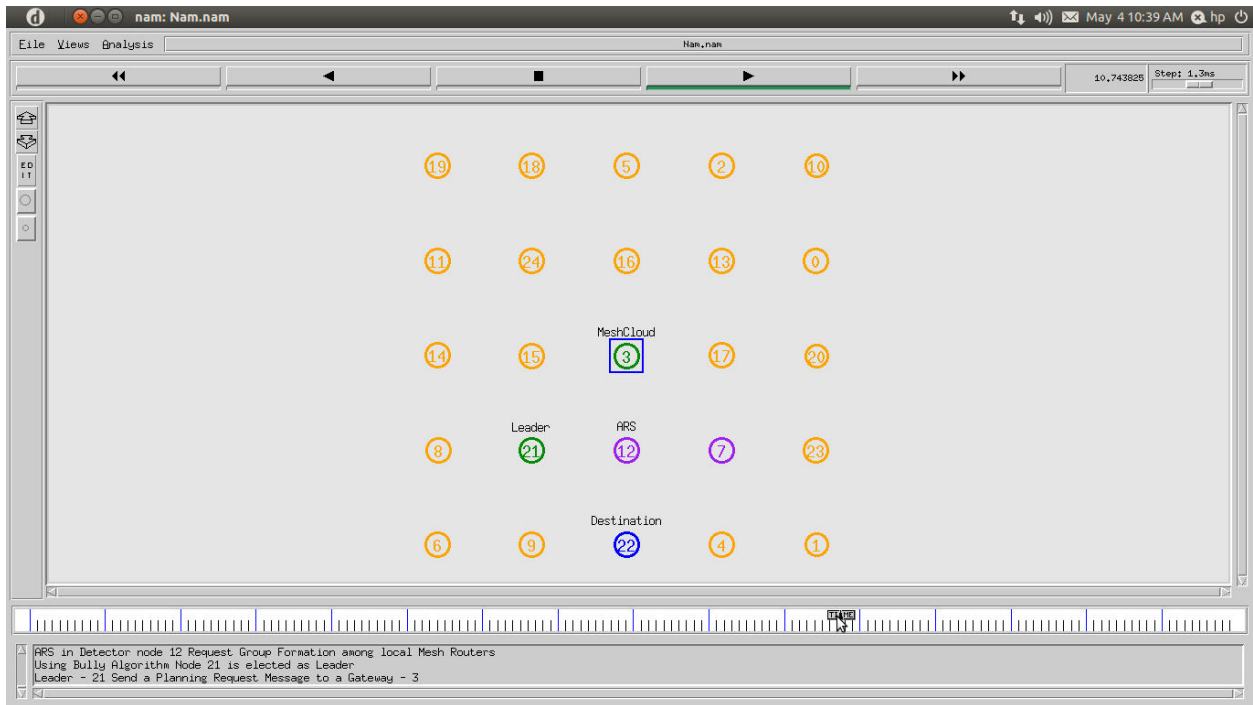 nam: Nam.nam
May 4 10:39 AM hp
File Views Analysis Nam.nam
10.743825 Step: 1.3ms
ED
IT
19 18 5 2 10
11 24 16 13 0
MeshCloud
14 15 3 17 20
Leader ARS
8 21 12 7 23
Destination
6 9 22 4 1
TIME
ARS in Detector node 12 Request Group Formation among local Mesh Routers
Using Bully Algorithm Node 21 is elected as Leader
Leader - 21 Send a Planning Request Message to a Gateway - 3